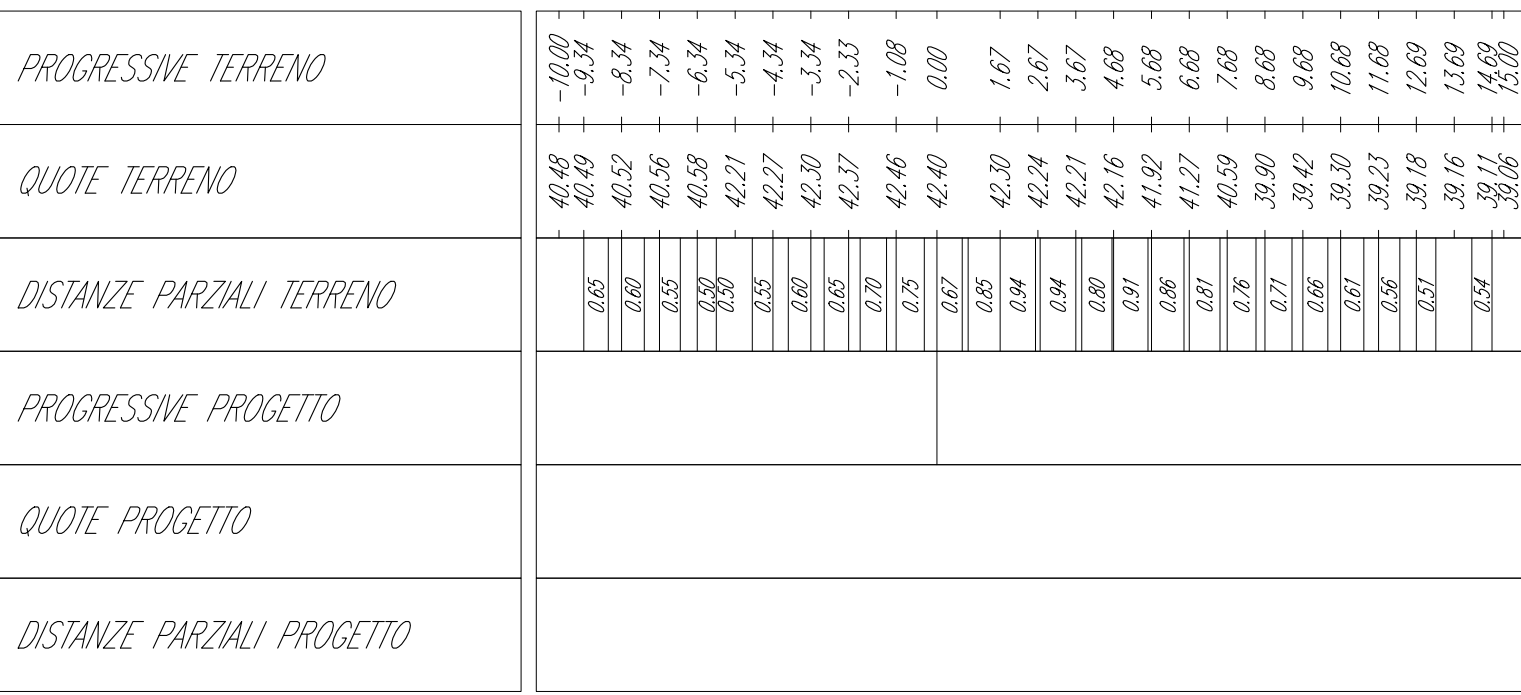 PROGRESSIVE TERRENO
-10.00 -9.34 -8.34 -7.34 -6.34 -5.34 -4.34 -3.34 -2.33 -1.08 0.00 1.67 2.67 3.67 4.68 5.68 6.68 7.68 8.68 9.68 10.68 11.68 12.69 13.69 14.69 15.00
QUOTE TERRENO
40.48 40.49 40.52 40.56 40.58 42.21 42.27 42.30 42.37 42.46 42.40 42.30 42.24 42.21 42.16 41.92 41.27 40.59 39.90 39.42 39.30 39.23 39.18 39.16 39.11 39.06
DISTANZE PARZIALI TERRENO
0.65 0.60 0.55 0.50 0.50 0.55 0.60 0.65 0.70 0.75 0.67 0.85 0.94 0.94 0.80 0.91 0.86 0.81 0.76 0.71 0.66 0.61 0.56 0.51 0.54
PROGRESSIVE PROGETTO
QUOTE PROGETTO
DISTANZE PARZIALI PROGETTO